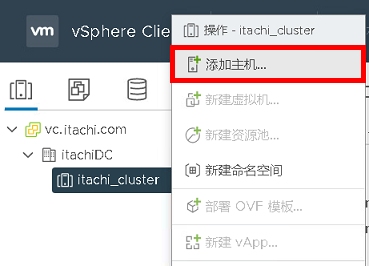 vm
vSphere Clie
操作 - itachi_cluster
添加主机...
新建虚拟机...
vc.itachi.com
新建资源池...
itachiDC
新建命名空间
itachi_cluster
部署 OVF 模板...
新建 vApp...